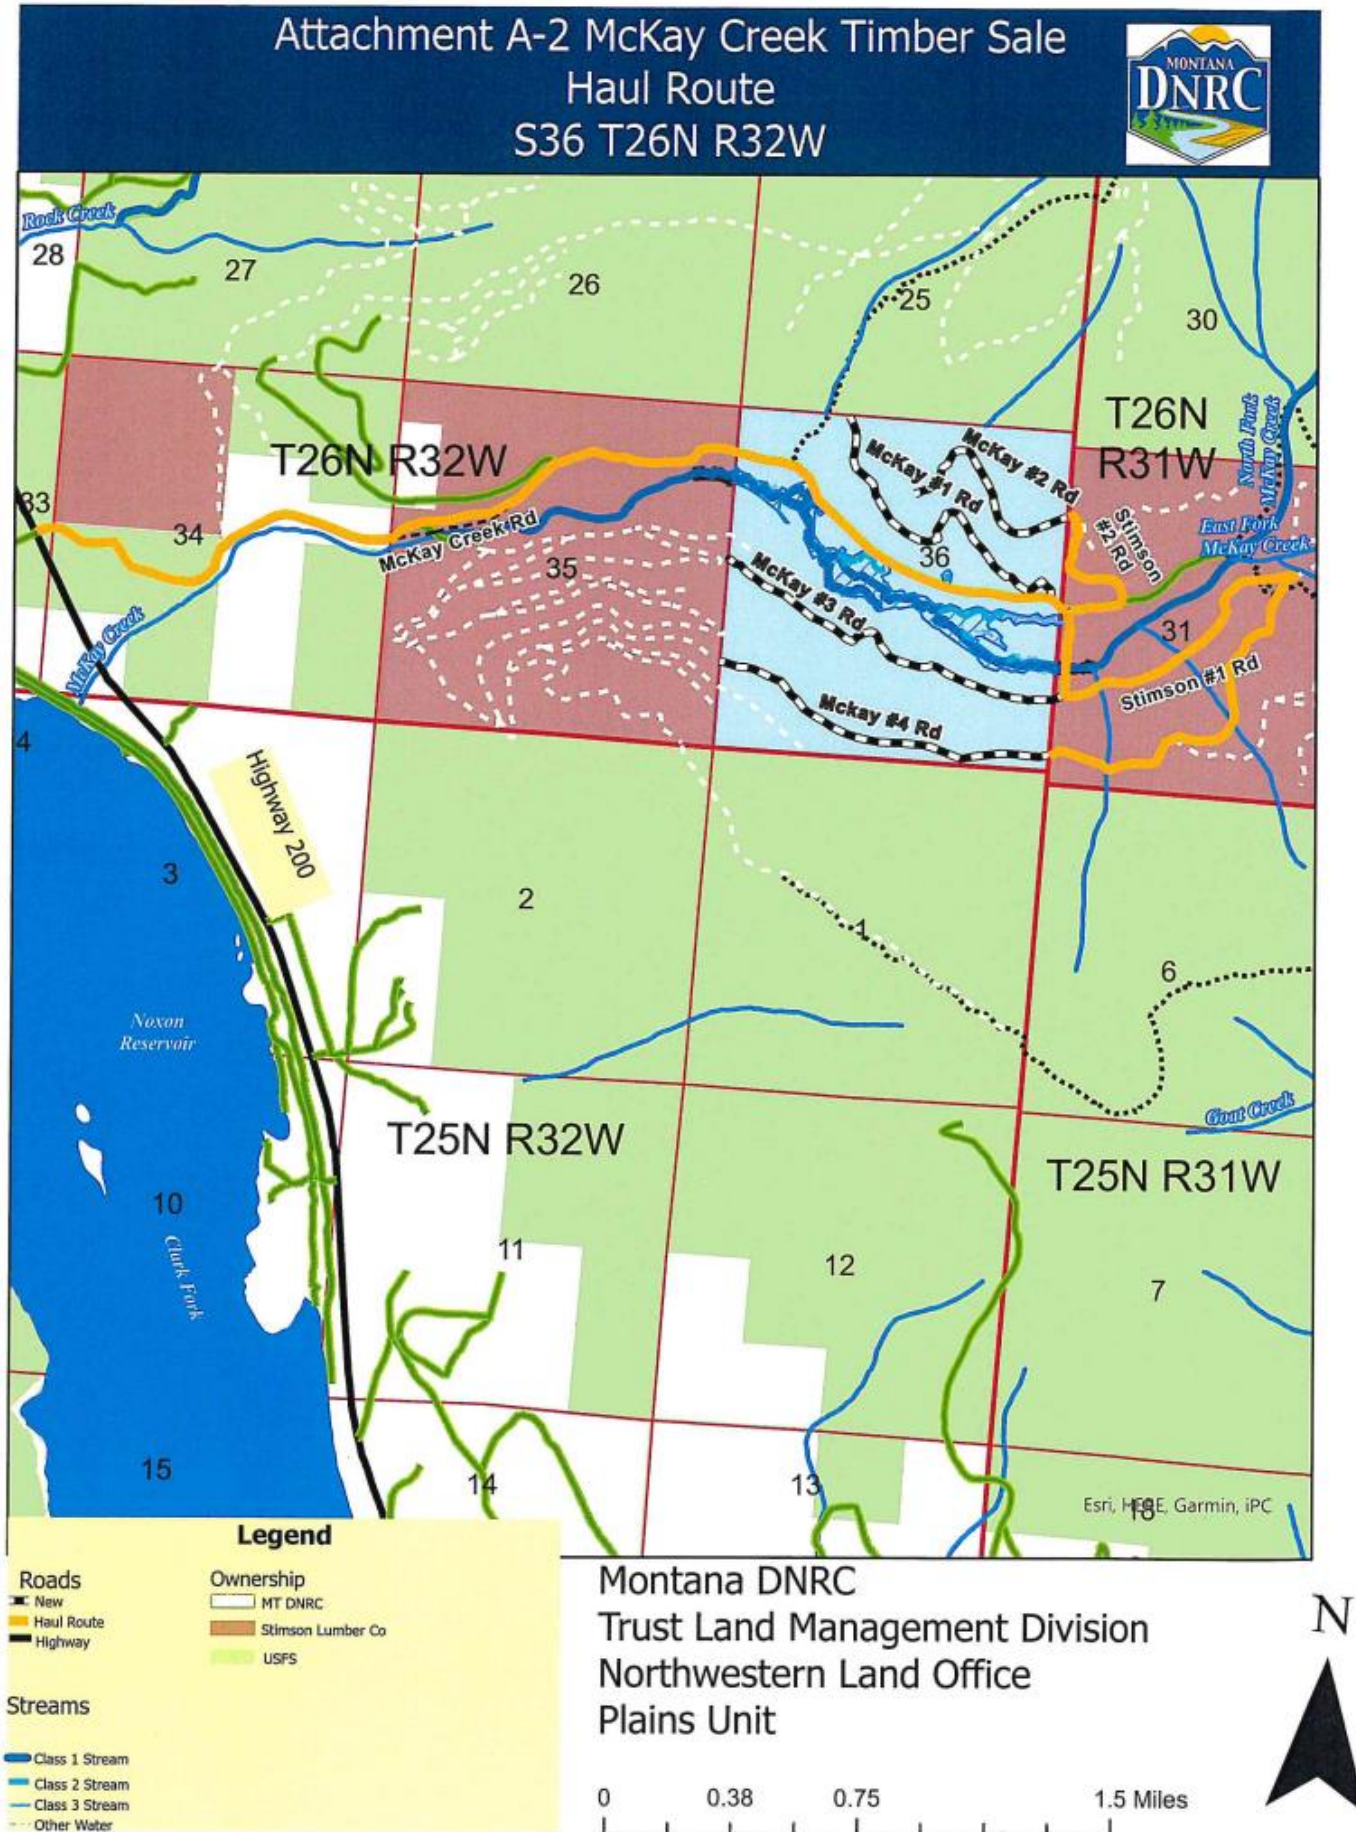 Attachment A-2 McKay Creek Timber Sale
Haul Route
S36 T26N R32W
MONTANA
DNRC
Rock Creek
28
27
26
25
30
T26N
R31W
North Fork
McKay Creek
T26N R32W
McKay #2 Rd
McKay #1 Rd
33
34
McKay Creek Rd
35
36
Stimson
#2 Rd
East Fork
McKay Creek
McKay #3 Rd
31
McKay Creek
Stimson #1 Rd
Mckay #4 Rd
4
Highway 200
3
2
1
6
Noxon
Reservoir
Goat Creek
T25N R32W
T25N R31W
10
Clark Fork
11
12
7
15
14
13
18
Esri, HERE, Garmin, iPC
Legend
Roads
New
Haul Route
Highway
Ownership
MT DNRC
Stimson Lumber Co
USFS
Streams
Class 1 Stream
Class 2 Stream
Class 3 Stream
Other Water
Montana DNRC
Trust Land Management Division
Northwestern Land Office
Plains Unit
N
0 0.38 0.75 1.5 Miles